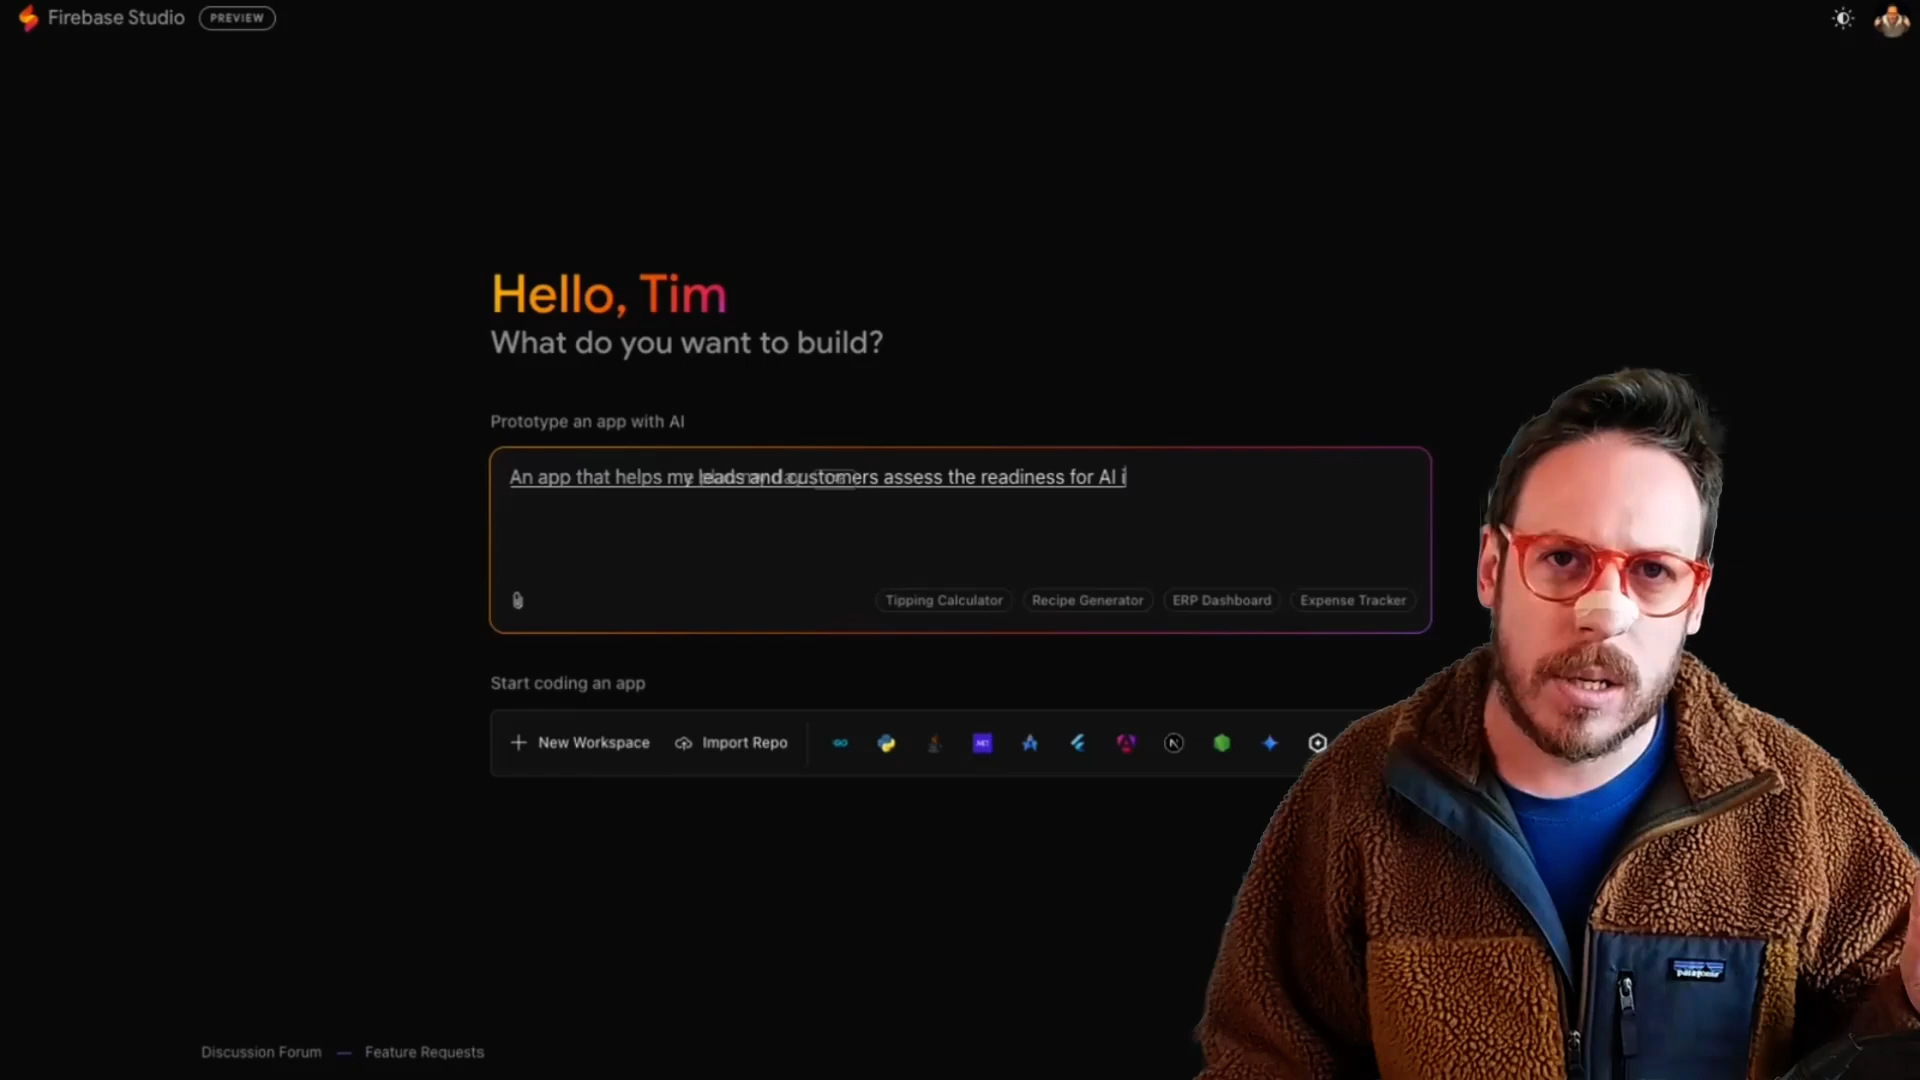 Firebase Studio PREVIEW
Hello, Tim
What do you want to build?
Prototype an app with AI
An app that helps my leads and customers assess the readiness for AI i
Tipping Calculator Recipe Generator ERP Dashboard Expense Tracker
Start coding an app
New Workspace Import Repo
.NET
N
patagonia
Discussion Forum — Feature Requests